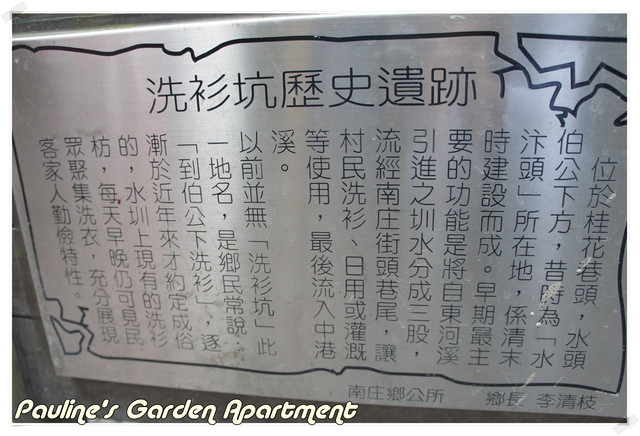 洗衫坑歷史遺跡
位於桂花巷頭,水頭
伯公下方,昔時為「水
汴頭」所在地,係清末
時建設而成。早期最主
要的功能是將自東河溪
引進之圳水分成三股,
流經南庄街頭巷尾,讓
村民洗衫、日用或灌溉
等使用,最後流入中港
溪。
以前並無「洗衫坑」此
一地名,是鄉民常說:
「到伯公下洗衫」,逐
漸於近年來才約定成俗
的,水圳上現有的洗衫
枋,每天早晚仍可見民
眾聚集洗衣,充分展現
客家人勤儉特性。
南庄鄉公所 鄉長 李清枝
Pauline's Garden Apartment